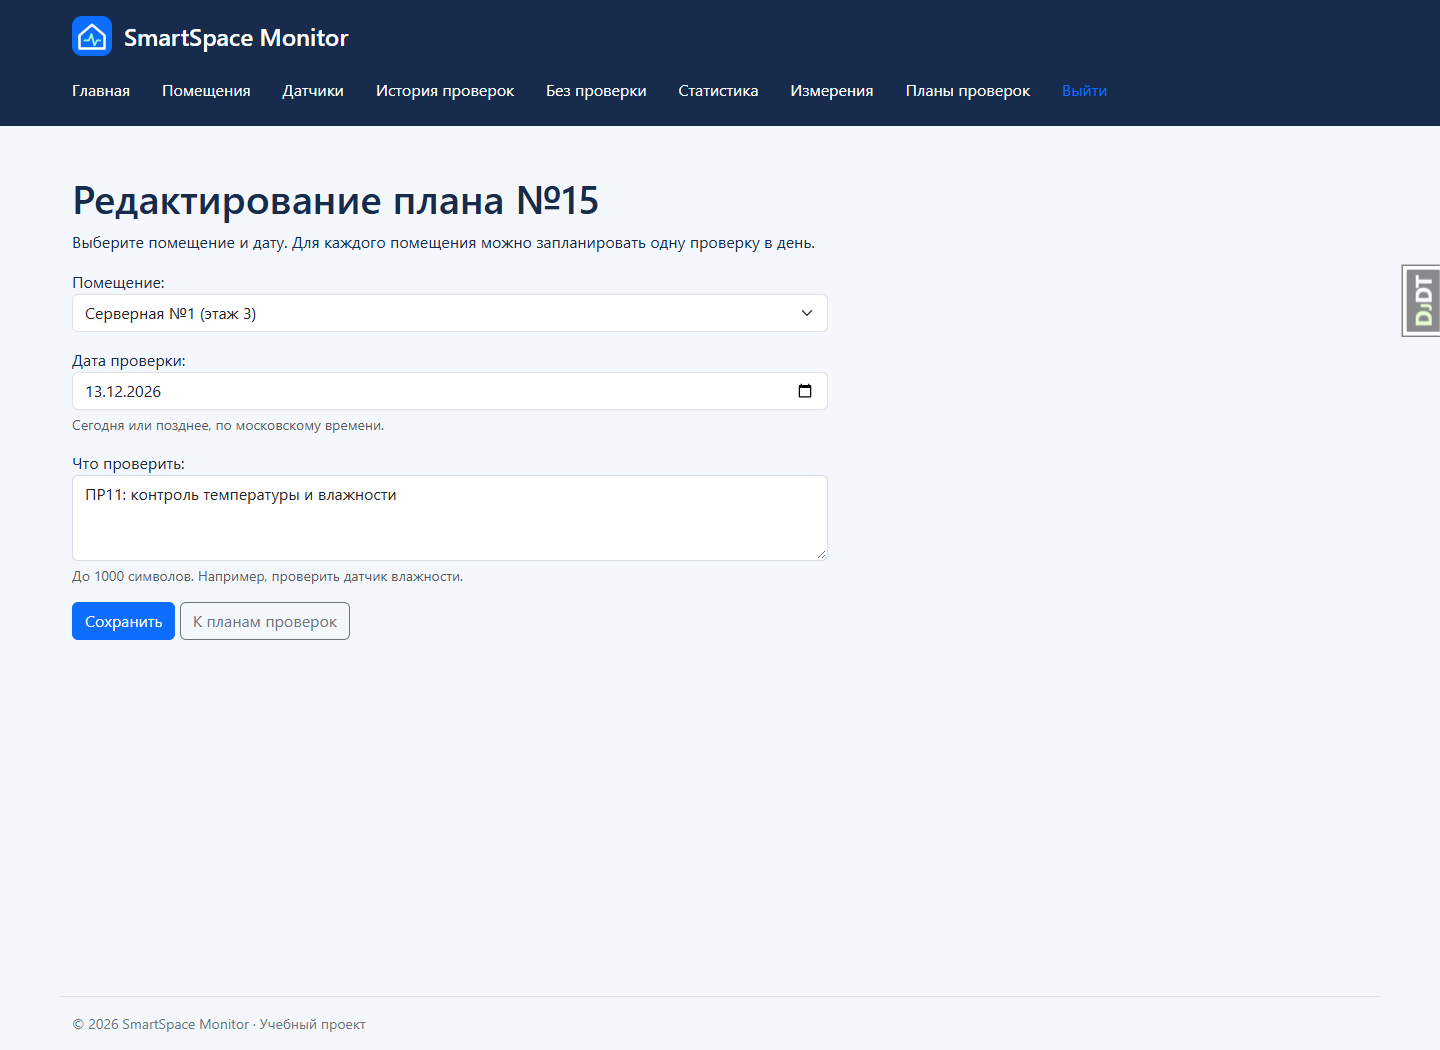 SmartSpace Monitor
Главная Помещения Датчики История проверок Без проверки Статистика Измерения Планы проверок Выйти
Редактирование плана №15
Выберите помещение и дату. Для каждого помещения можно запланировать одну проверку в день.
DJDT
Помещение:
Серверная №1 (этаж 3)
Дата проверки:
13.12.2026
Сегодня или позднее, по московскому времени.
Что проверить:
ПР11: контроль температуры и влажности
До 1000 символов. Например, проверить датчик влажности.
Сохранить К планам проверок
© 2026 SmartSpace Monitor · Учебный проект